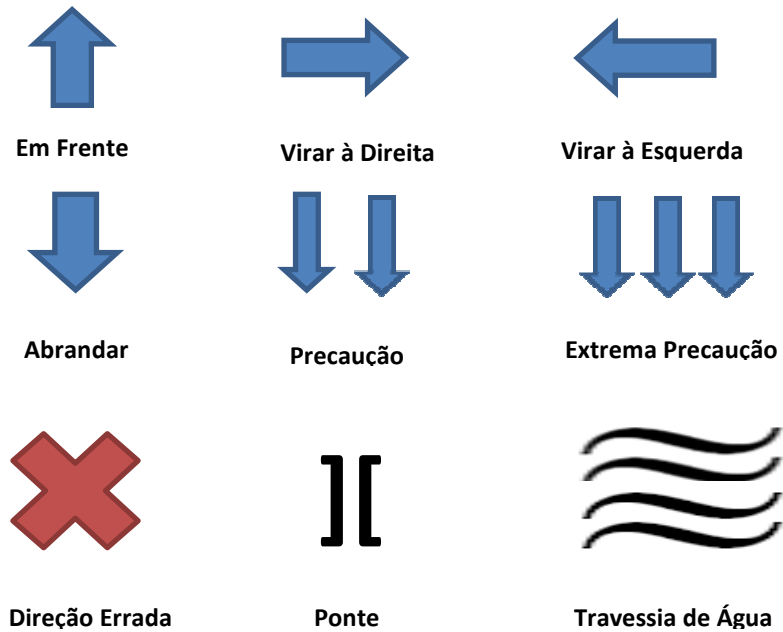 Em Frente
Virar à Direita
Virar à Esquerda
Abrandar
Precaução
Extrema Precaução
Direção Errada
Ponte
Travessia de Água